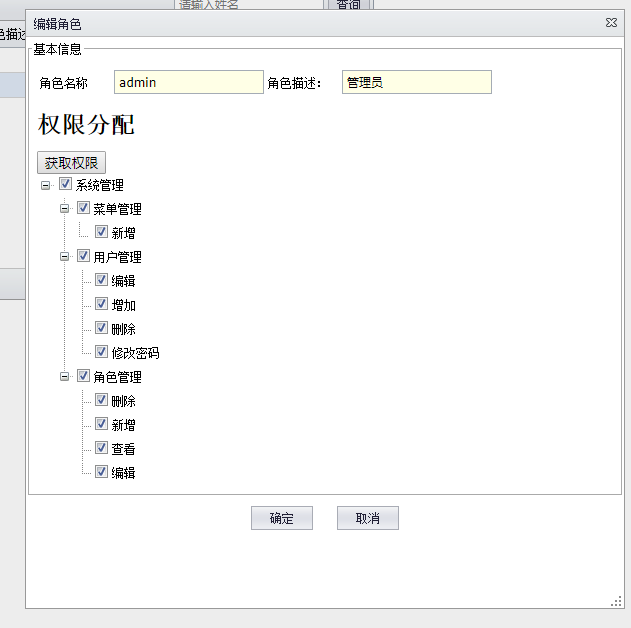 请输入姓名 查询
编辑角色
色描述
基本信息
角色名称 admin 角色描述： 管理员
权限分配
获取权限
系统管理
菜单管理
新增
用户管理
编辑
增加
删除
修改密码
角色管理
删除
新增
查看
编辑
确定 取消